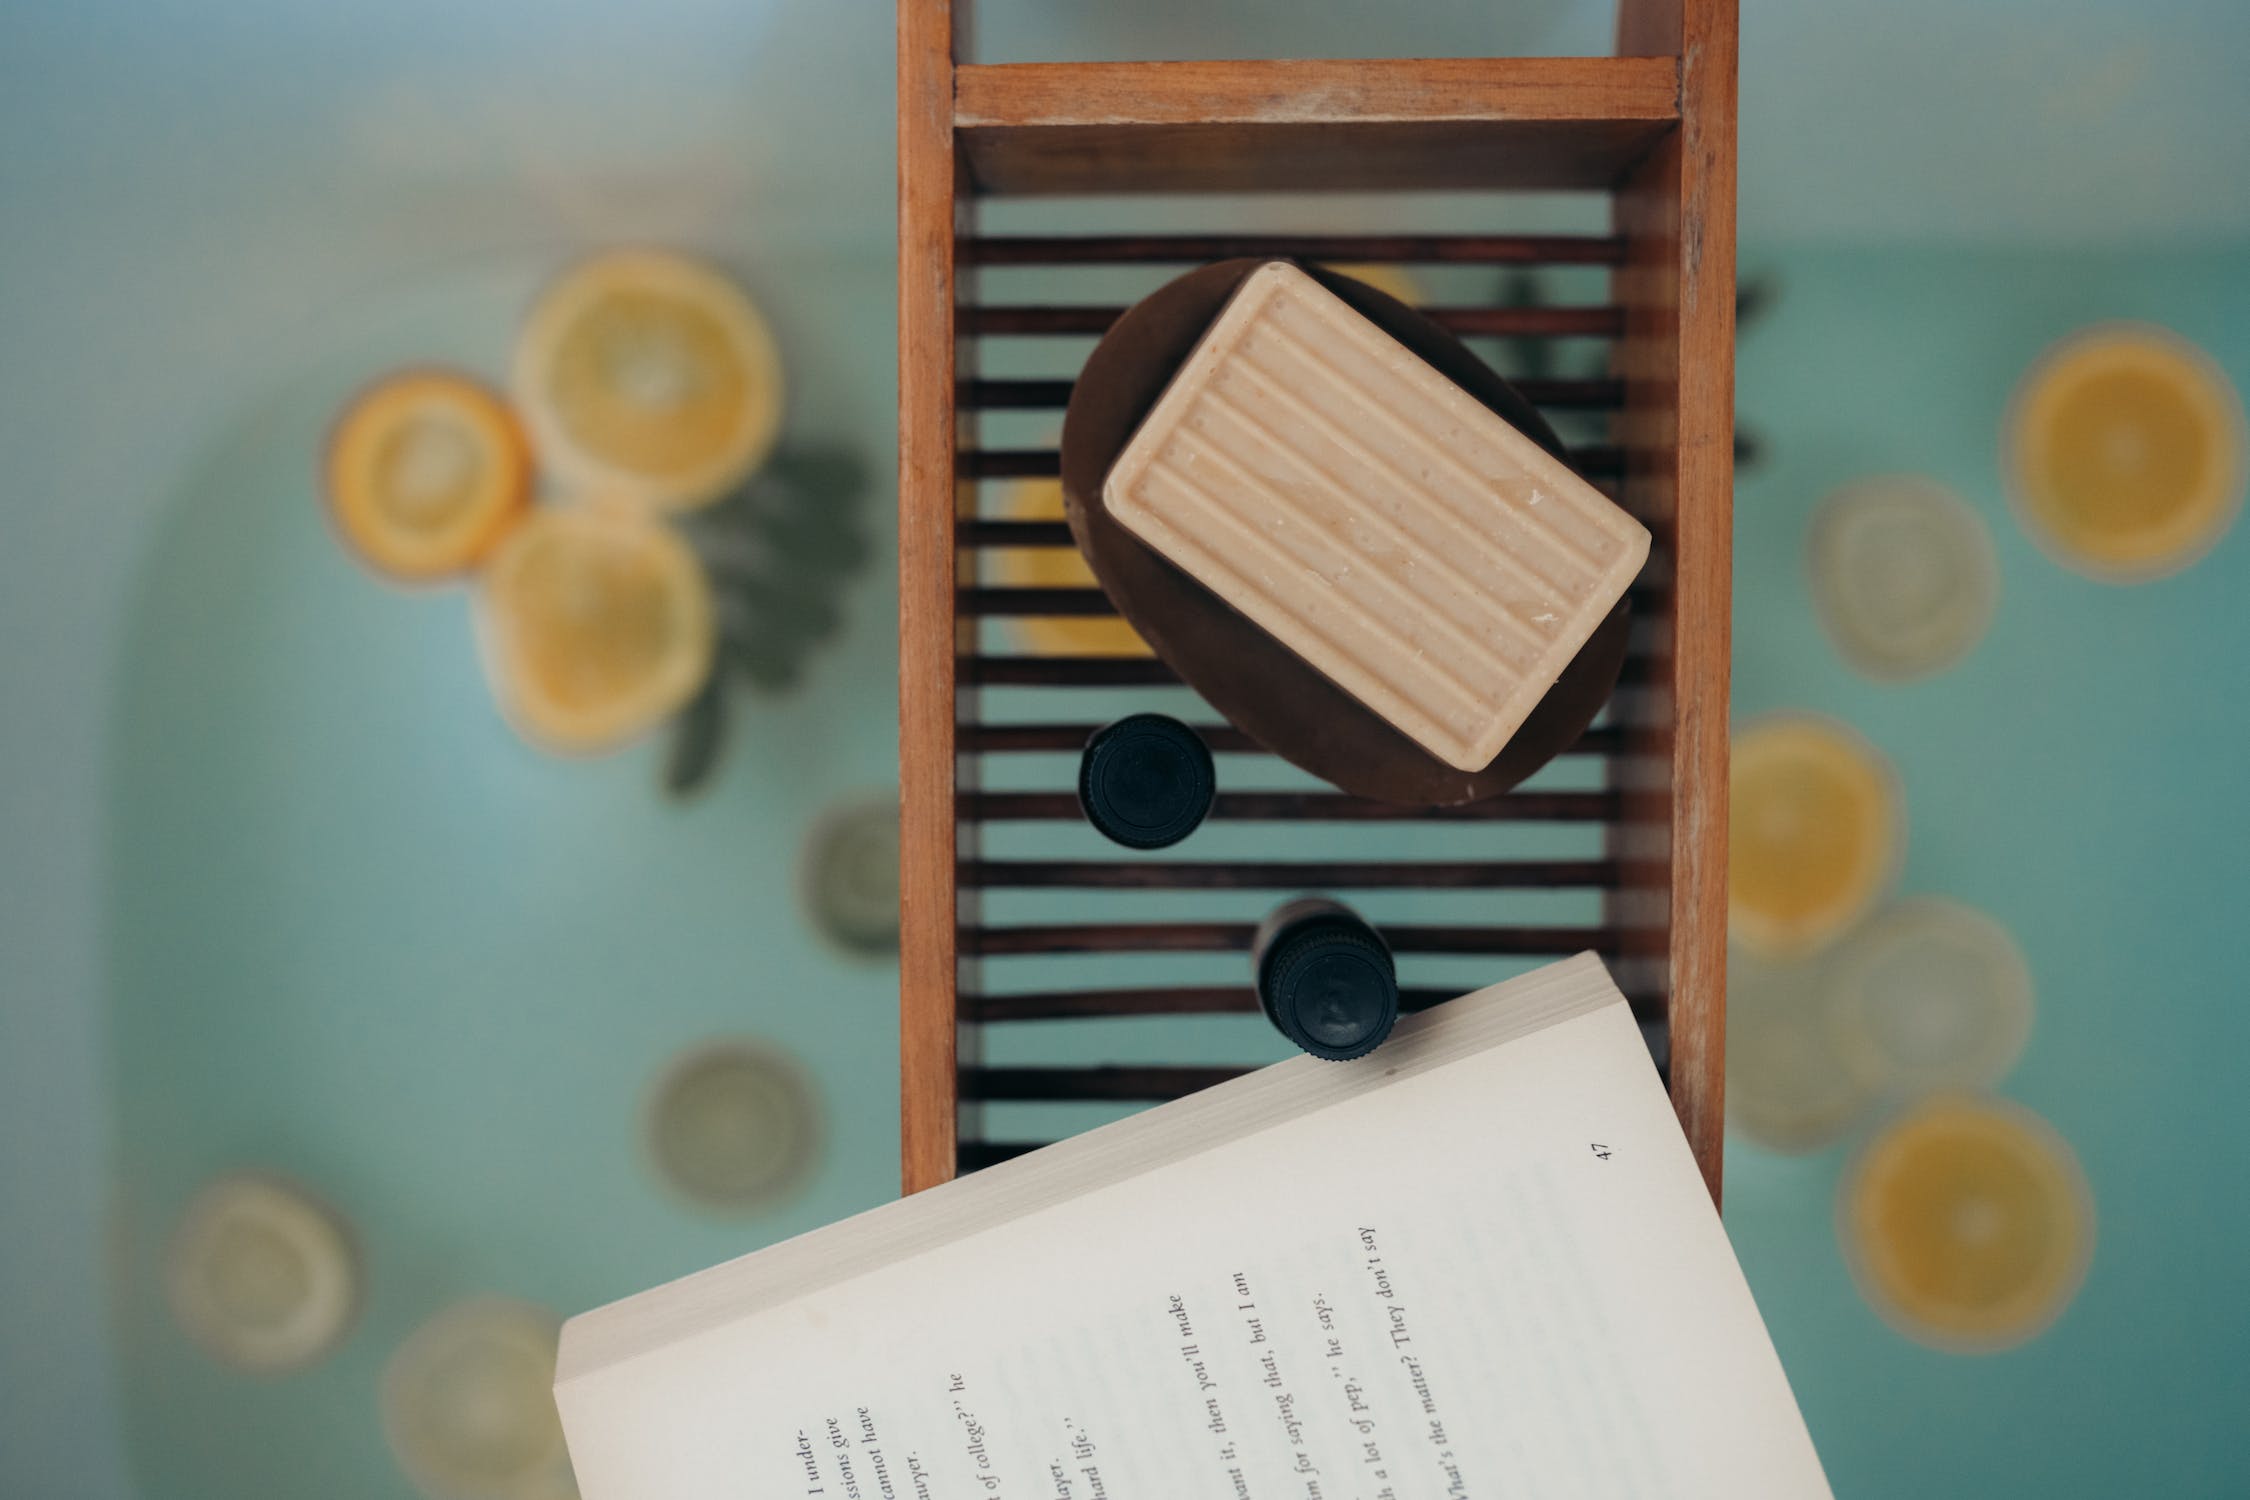 I under-
ssions give
cannot have
awyer.
t of college?" he
layer.
hard life."
want it, then you'll make
im for saying that, but I am
h a lot of pep," he says.
What's the matter? They don't say
47